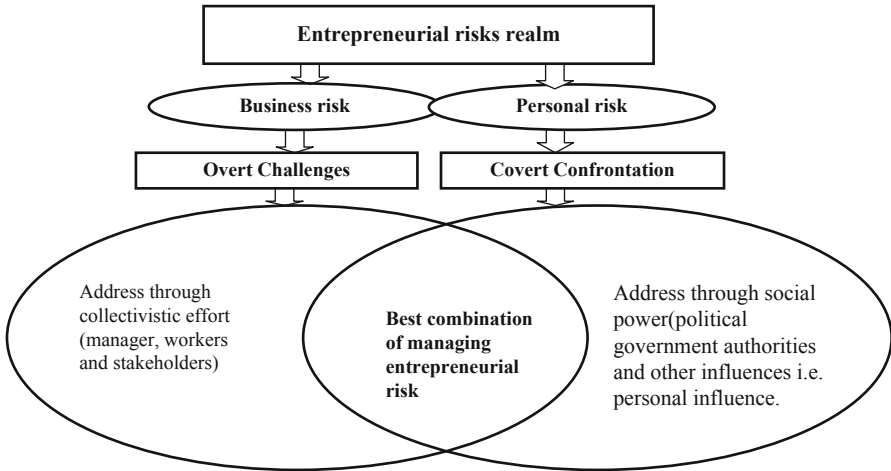 Entrepreneurial risks realm
Business risk
Personal risk
Overt Challenges
Covert Confrontation
Address through
collectivistic effort
(manager, workers
and stakeholders)
Best combination
of managing
entrepreneurial
risk
Address through social
power(political
government authorities
and other influences i.e.
personal influence.